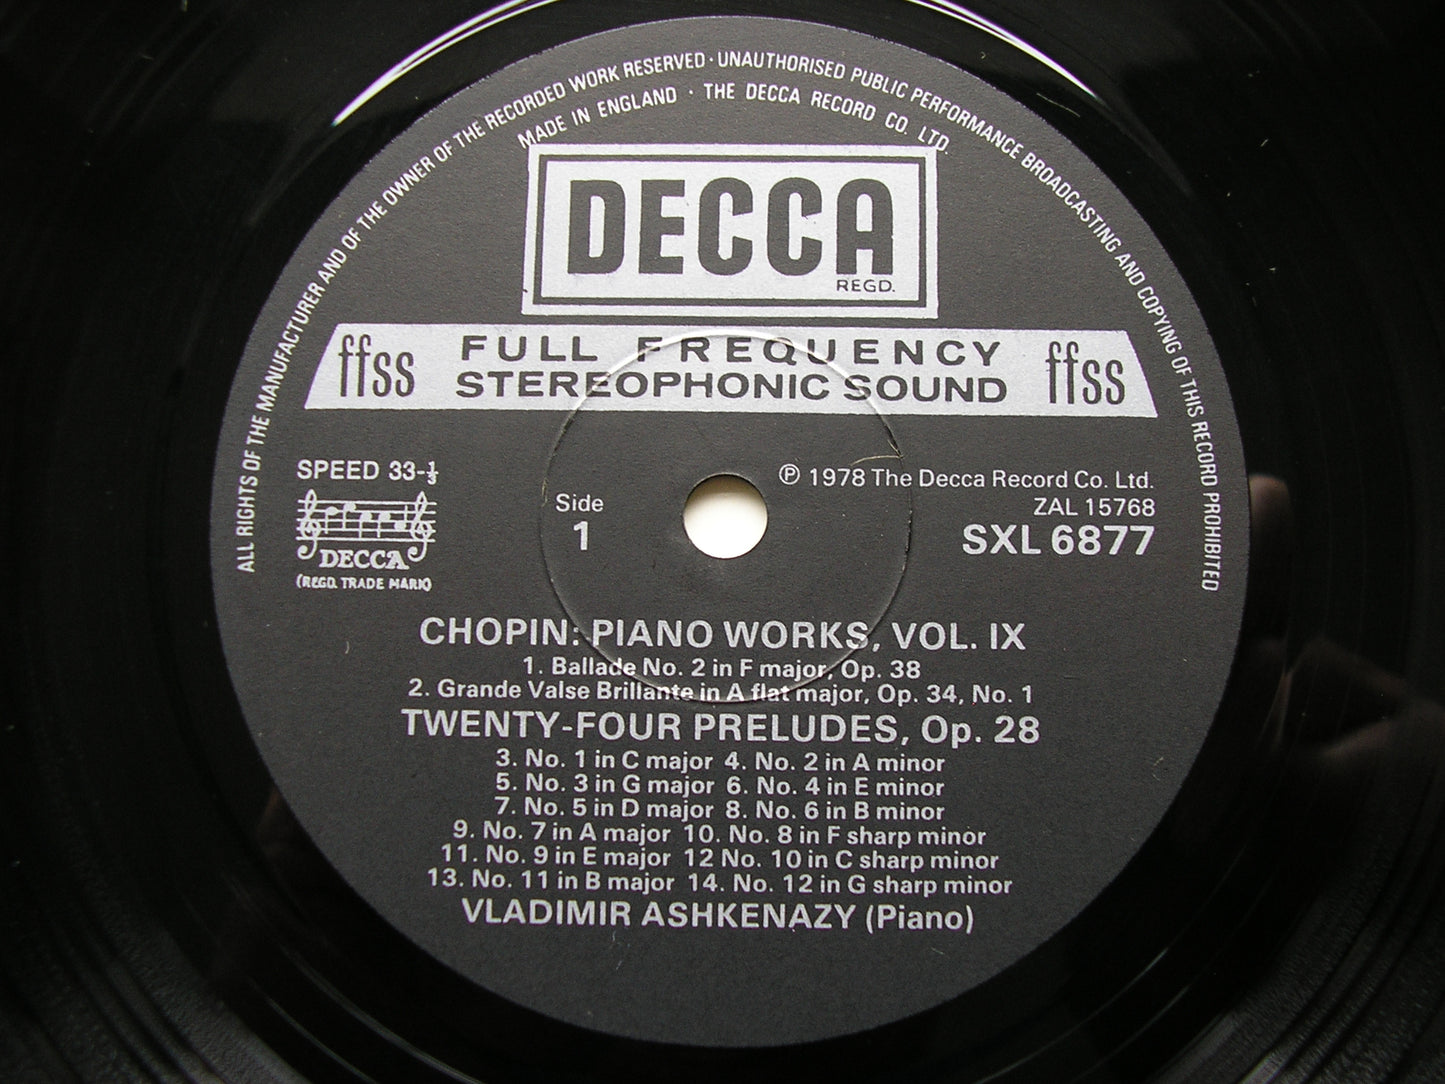 ALL RIGHTS OF THE MANUFACTURER AND OF THE OWNER OF THE RECORDED WORK RESERVED · UNAUTHORISED PUBLIC PERFORMANCE BROADCASTING AND COPYING OF THIS RECORD PROHIBITED
MADE IN ENGLAND · THE DECCA RECORD CO. LTD.
DECCA
REGD.
ffss FULL FREQUENCY ffss
STEREOPHONIC SOUND
SPEED 33-⅓
DECCA
(REGD. TRADE MARK)
Side
1
℗ 1978 The Decca Record Co. Ltd.
ZAL 15768
SXL 6877
CHOPIN: PIANO WORKS, VOL. IX
1. Ballade No. 2 in F major, Op. 38
2. Grande Valse Brillante in A flat major, Op. 34, No. 1
TWENTY-FOUR PRELUDES, Op. 28
3. No. 1 in C major 4. No. 2 in A minor
5. No. 3 in G major 6. No. 4 in E minor
7. No. 5 in D major 8. No. 6 in B minor
9. No. 7 in A major 10. No. 8 in F sharp minor
11. No. 9 in E major 12 No. 10 in C sharp minor
13. No. 11 in B major 14. No. 12 in G sharp minor
VLADIMIR ASHKENAZY (Piano)